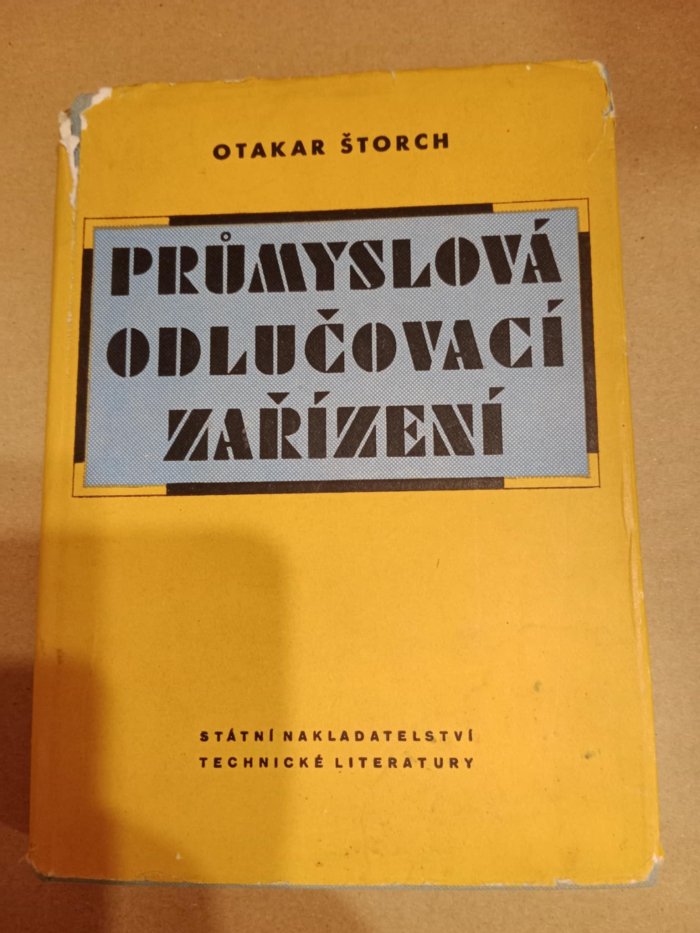 OTAKAR ŠTORCH
PRŮMYSLOVÁ
ODLUČOVACÍ
ZAŘÍZENÍ
STÁTNÍ NAKLADATELSTVÍ
TECHNICKÉ LITERATURY